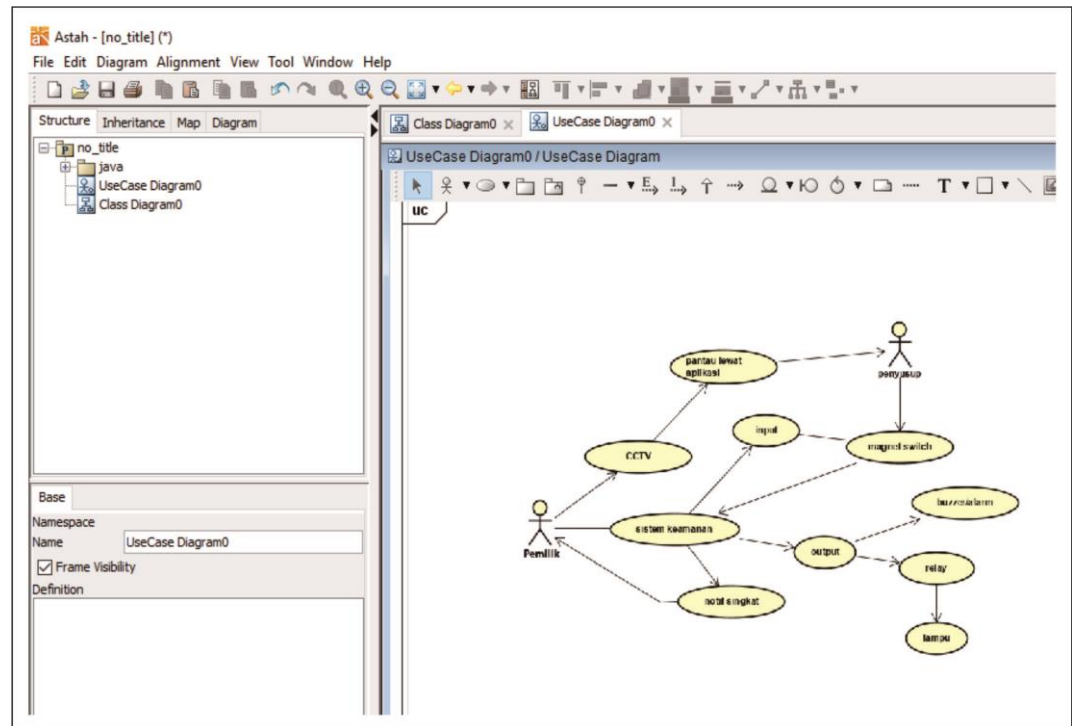 Astah - [no_title] (*)
File Edit Diagram Alignment View Tool Window Help
Structure Inheritance Map Diagram
no_title
java
UseCase Diagram0
Class Diagram0
Base
Namespace
Name UseCase Diagram0
Frame Visibility
Definition
Class Diagram0 UseCase Diagram0
UseCase Diagram0 / UseCase Diagram
uc
pantau lewat
aplikasi
penyusup
input
magnet switch
CCTV
buzzer/alarm
sistem keamanan
Pemilik
output
relay
notif singkat
lampu